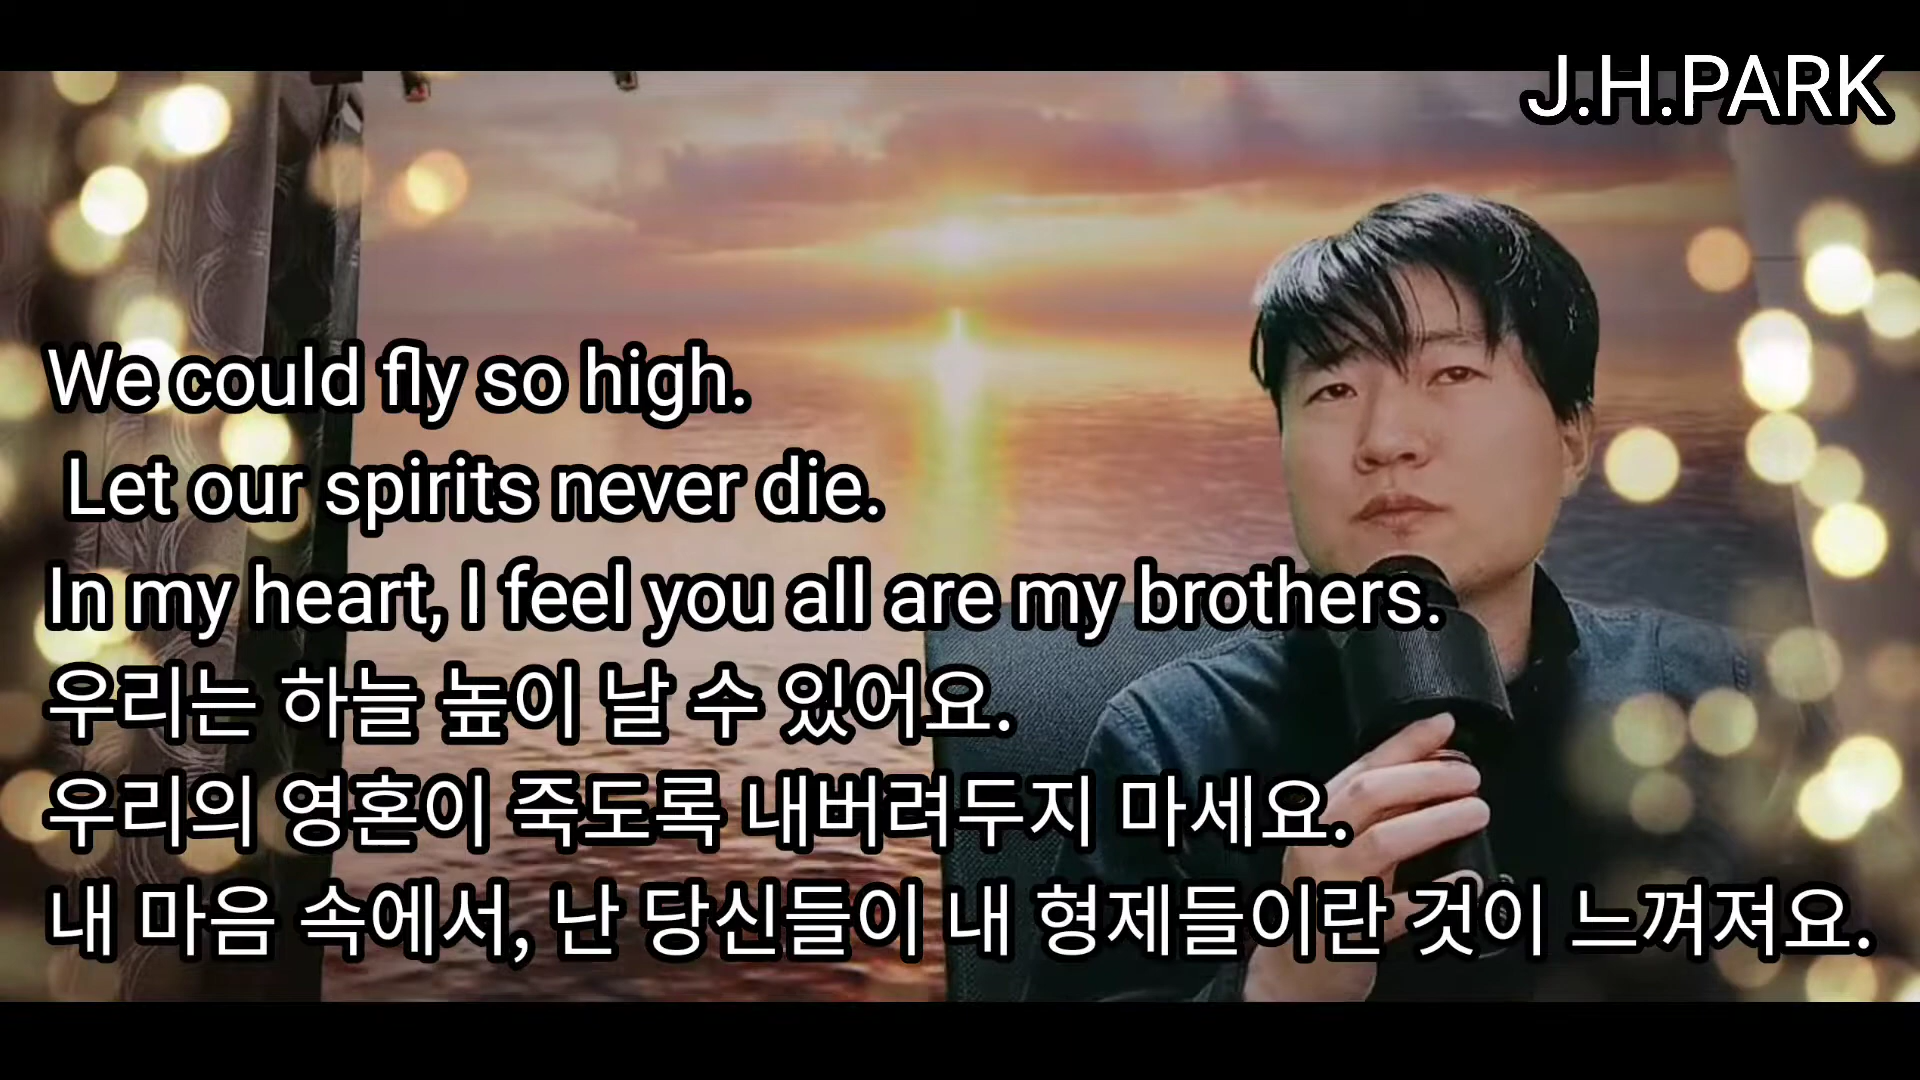 J.H.PARK
We could fly so high.
Let our spirits never die.
In my heart, I feel you all are my brothers.
우리는 하늘 높이 날 수 있어요.
우리의 영혼이 죽도록 내버려두지 마세요.
내 마음 속에서, 난 당신들이 내 형제들이란 것이 느껴져요.